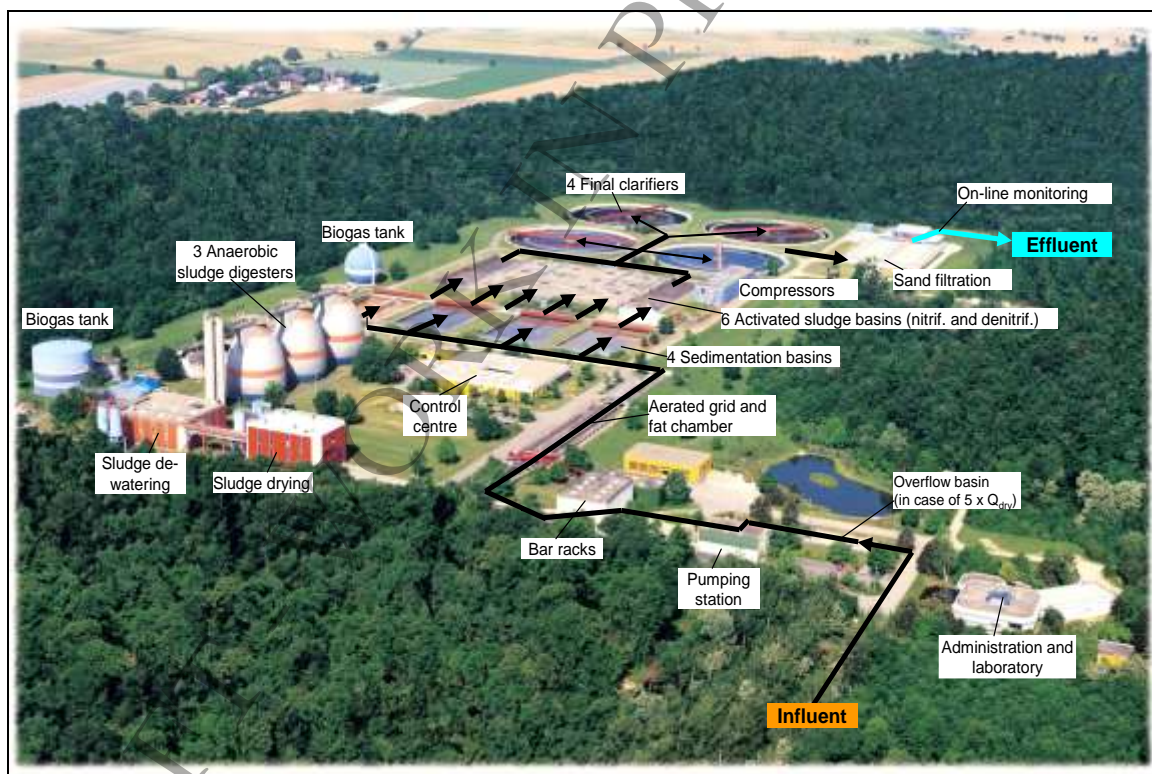 4 Final clarifiers
On-line monitoring
Biogas tank
Effluent
3 Anaerobic
sludge digesters
Sand filtration
Compressors
Biogas tank
6 Activated sludge basins (nitrif. and denitrif.)
4 Sedimentation basins
Control
centre
Aerated grid and
fat chamber
Sludge de-
watering
Sludge drying
Overflow basin
(in case of 5 x Qdry)
Bar racks
Pumping
station
Administration and
laboratory
Influent